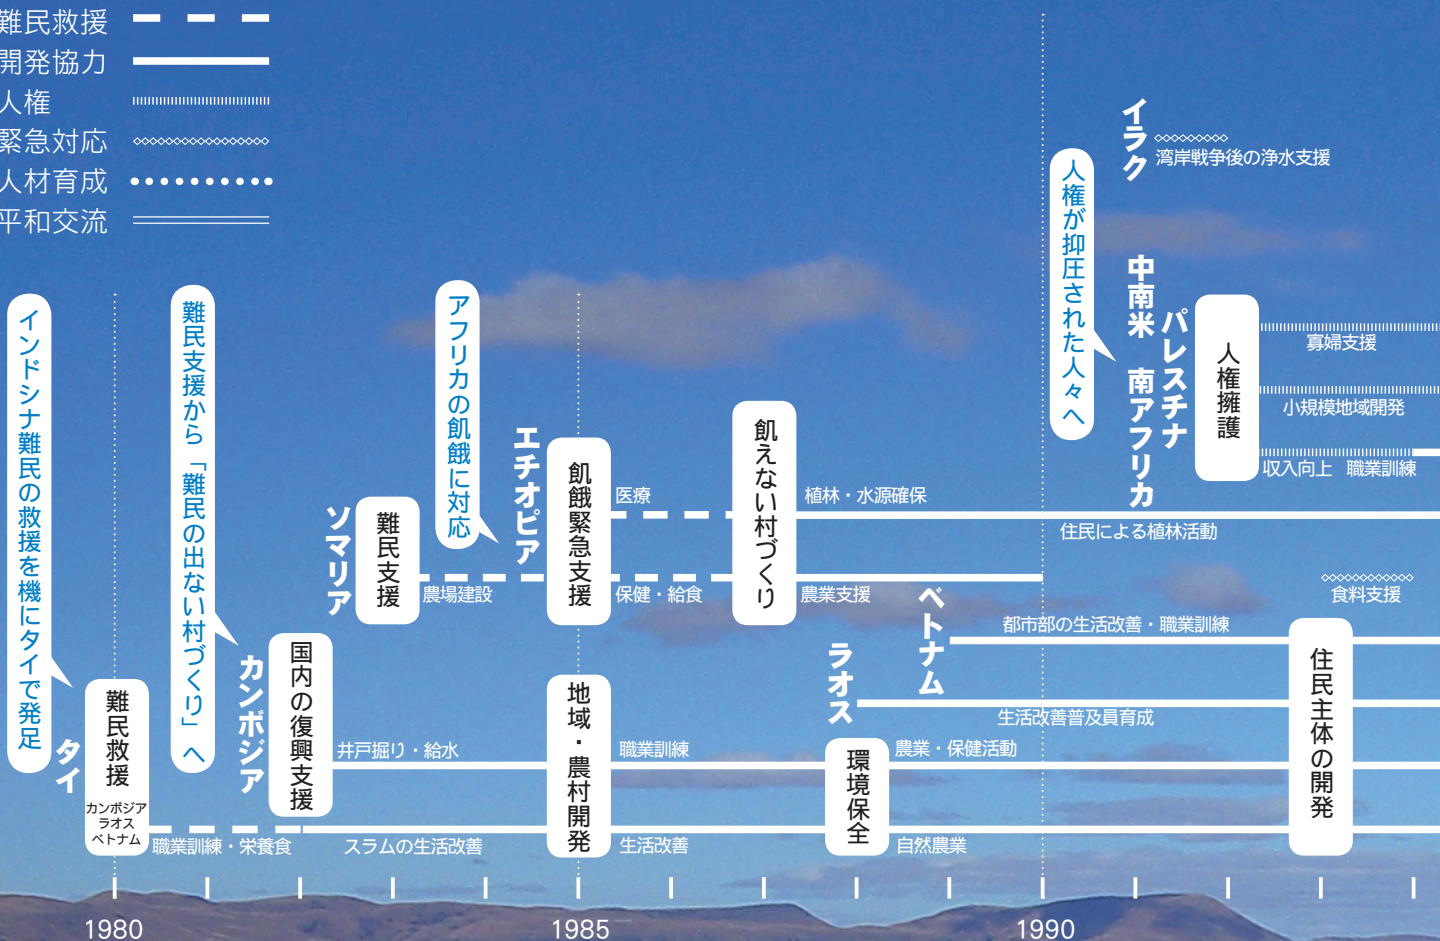 難民救援
開発協力
人権
緊急対応
人材育成
平和交流
インドシナ難民の救援を機にタイで発足
タイ
難民救援
カンボジア
ラオス
ベトナム
職業訓練・栄養食
難民支援から「難民の出ない村づくり」へ
カンボジア
国内の復興支援
井戸掘り・給水
スラムの生活改善
ソマリア
難民支援
農場建設
アフリカの飢餓に対応
エチオピア
飢餓緊急支援
医療
保健・給食
地域・農村開発
職業訓練
生活改善
飢えない村づくり
植林・水源確保
農業支援
住民による植林活動
ラオス
生活改善普及員育成
ベトナム
都市部の生活改善・職業訓練
環境保全
農業・保健活動
自然農業
人権が抑圧された人々へ
イラク
湾岸戦争後の浄水支援
中南米 南アフリカ
パレスチナ
人権擁護
寡婦支援
小規模地域開発
収入向上 職業訓練
食料支援
住民主体の開発
1980
1985
1990